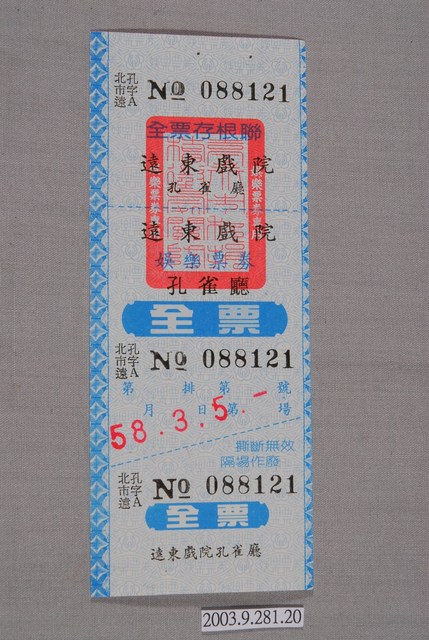 北市遠 孔字A № 088121
全票存根聯
遠東戲院
孔雀廳
遠東戲院
娛樂票券
孔雀廳
全票
北市遠 孔字A № 088121
第 排 第 號
月 日 第 場
58.3.5.-
撕斷無效
隔場作廢
北市遠 孔字A № 088121
全票
遠東戲院孔雀廳
2003.9.281.20